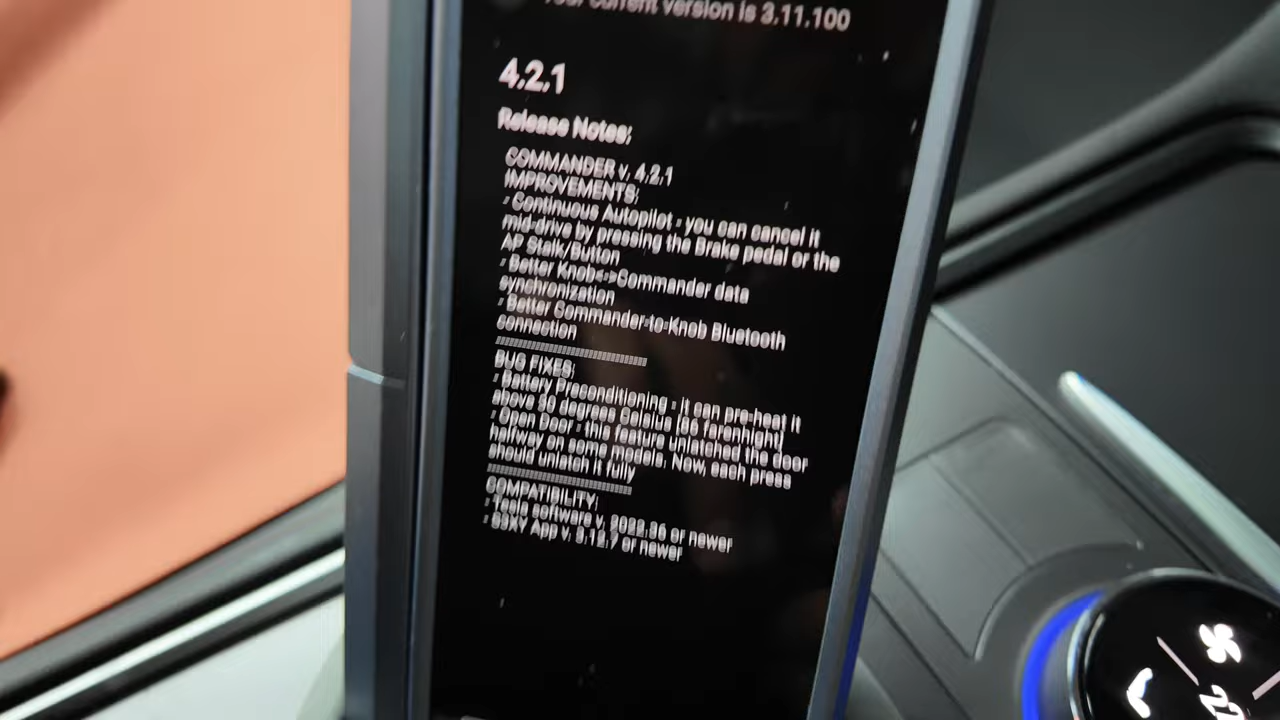 Your current version is 3.11.100
4.2.1
Release Notes:
COMMANDER v. 4.2.1
IMPROVEMENTS:
- Continuous Autopilot - you can cancel it
mid-drive by pressing the Brake pedal or the
AP Stalk/Button
- Better Knob<->Commander data
synchronization
- Better Commander-to-Knob Bluetooth
connection
BUG FIXES:
- Battery Preconditioning - it can pre-heat it
above 30 degrees Celsius (86 farenhight)
- Open Door - this feature unlatched the door
halfway on some models. Now, each press
should unlatch it fully
COMPATIBILITY:
- Tesla software v. 2022.36 or newer
- S3XY App v. or newer